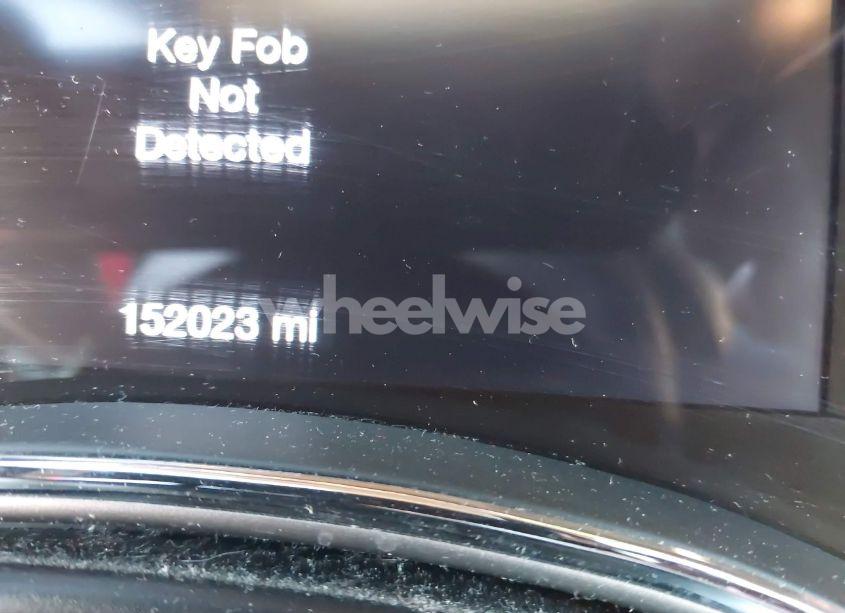 Key Fob
Not
Detected
152023 mi
wheelwise